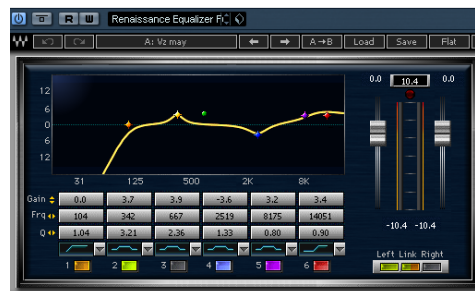 R W Renaissance Equalizer F
A: Vz may A→B Load Save Flat
0.0 10.4 0.0
12
6
0
6
12
31 125 500 2K 8K
Gain 0.0 3.7 3.9 -3.6 3.2 3.4
Frq 104 342 667 2519 8175 14051
Q 1.04 3.21 2.36 1.33 0.80 0.90
-10.4 -10.4
Left Link Right
1 2 3 4 5 6